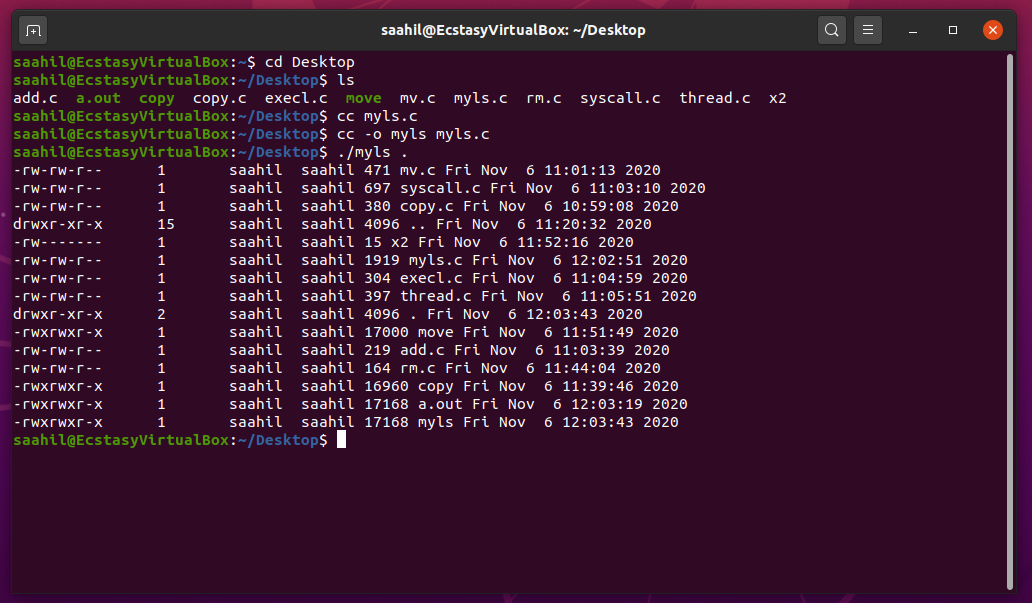 saahil@EcstasyVirtualBox: ~/Desktop
saahil@EcstasyVirtualBox:~$ cd Desktop
saahil@EcstasyVirtualBox:~/Desktop$ ls
add.c  a.out  copy  copy.c  execl.c  move  mv.c  myls.c  rm.c  syscall.c  thread.c  x2
saahil@EcstasyVirtualBox:~/Desktop$ cc myls.c
saahil@EcstasyVirtualBox:~/Desktop$ cc -o myls myls.c
saahil@EcstasyVirtualBox:~/Desktop$ ./myls .
-rw-rw-r--      1       saahil  saahil 471 mv.c Fri Nov  6 11:01:13 2020
-rw-rw-r--      1       saahil  saahil 697 syscall.c Fri Nov  6 11:03:10 2020
-rw-rw-r--      1       saahil  saahil 380 copy.c Fri Nov  6 10:59:08 2020
drwxr-xr-x      15      saahil  saahil 4096 .. Fri Nov  6 11:20:32 2020
-rw-------      1       saahil  saahil 15 x2 Fri Nov  6 11:52:16 2020
-rw-rw-r--      1       saahil  saahil 1919 myls.c Fri Nov  6 12:02:51 2020
-rw-rw-r--      1       saahil  saahil 304 execl.c Fri Nov  6 11:04:59 2020
-rw-rw-r--      1       saahil  saahil 397 thread.c Fri Nov  6 11:05:51 2020
drwxr-xr-x      2       saahil  saahil 4096 . Fri Nov  6 12:03:43 2020
-rwxrwxr-x      1       saahil  saahil 17000 move Fri Nov  6 11:51:49 2020
-rw-rw-r--      1       saahil  saahil 219 add.c Fri Nov  6 11:03:39 2020
-rw-rw-r--      1       saahil  saahil 164 rm.c Fri Nov  6 11:44:04 2020
-rwxrwxr-x      1       saahil  saahil 16960 copy Fri Nov  6 11:39:46 2020
-rwxrwxr-x      1       saahil  saahil 17168 a.out Fri Nov  6 12:03:19 2020
-rwxrwxr-x      1       saahil  saahil 17168 myls Fri Nov  6 12:03:43 2020
saahil@EcstasyVirtualBox:~/Desktop$